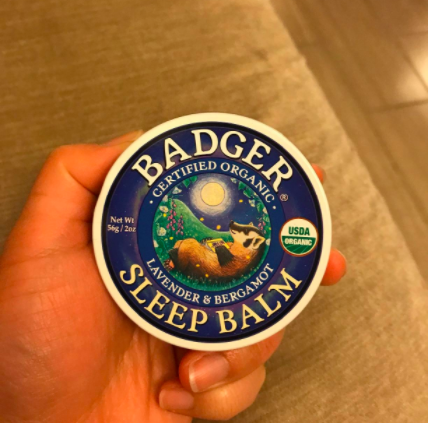 BADGER®
· CERTIFIED ORGANIC ·
Net Wt
56g / 2oz
USDA
ORGANIC
LAVENDER & BERGAMOT
SLEEP BALM